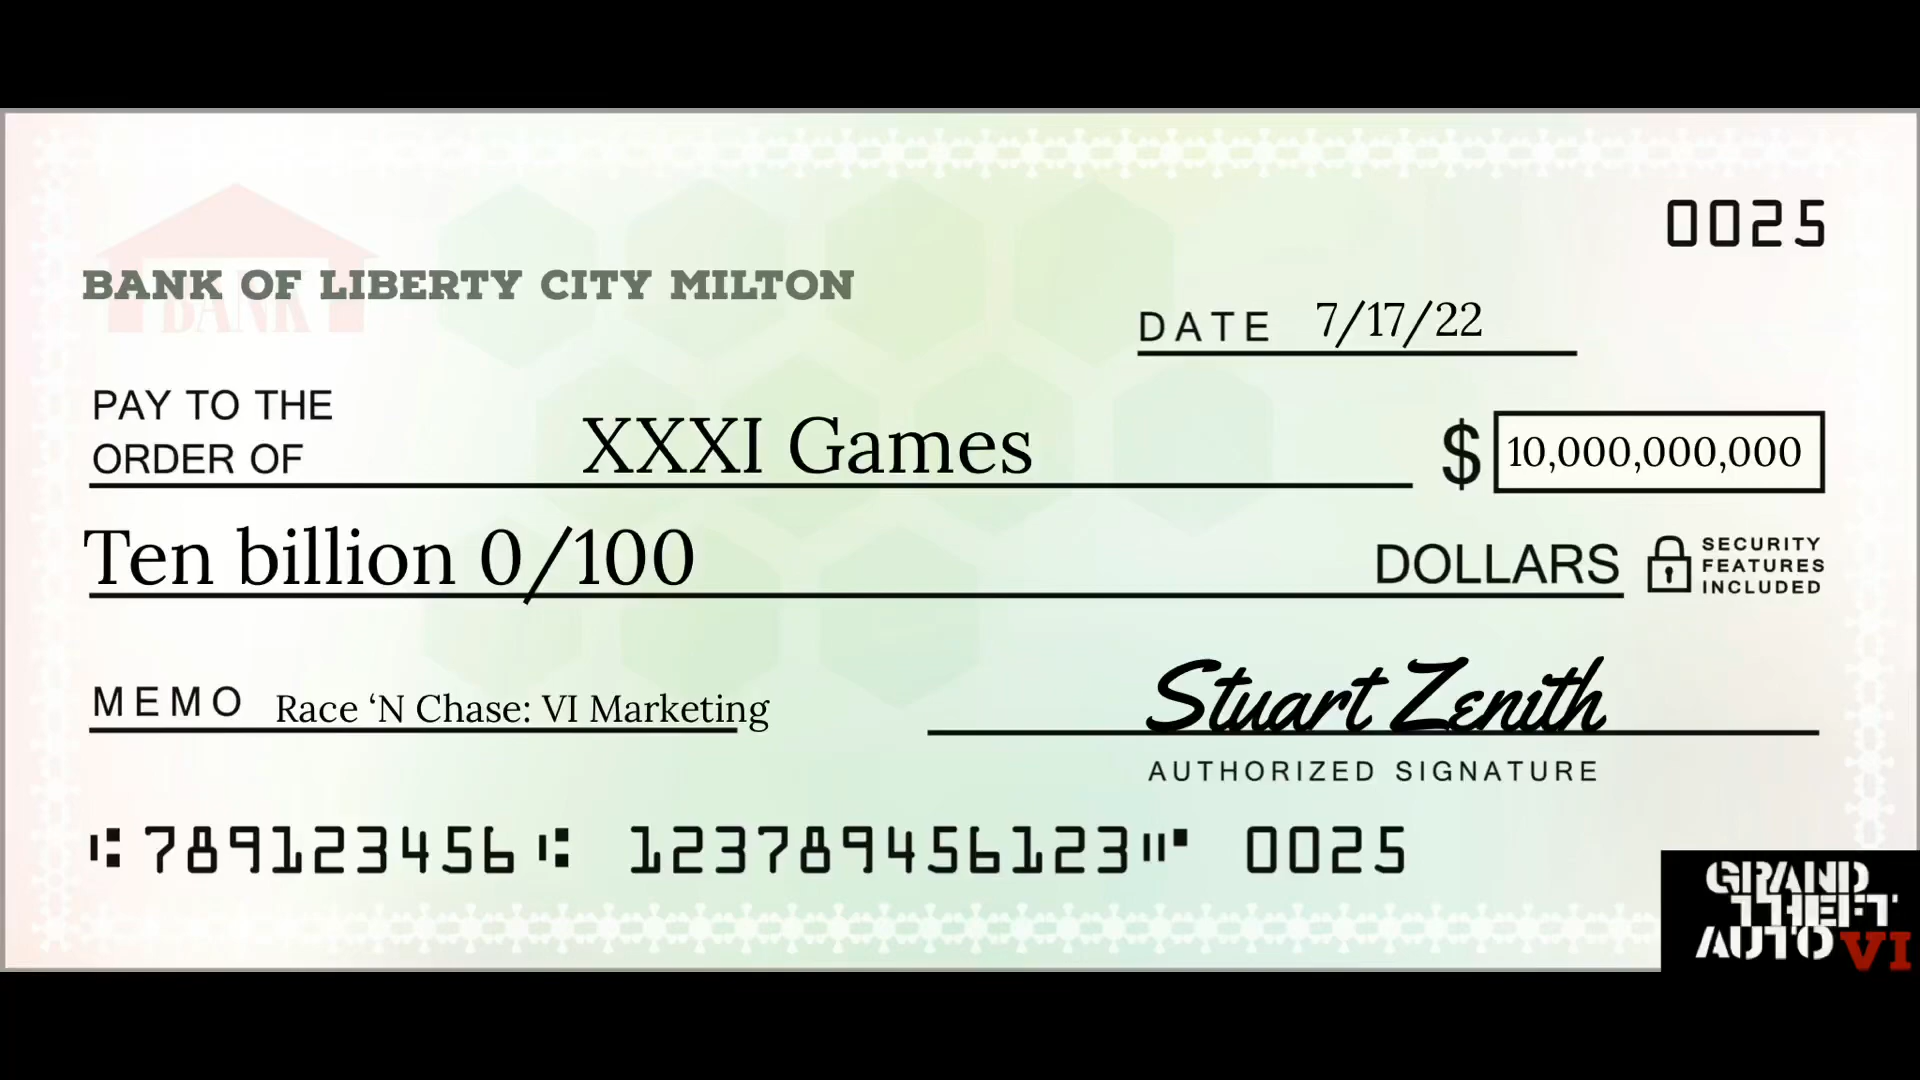 0025
BANK OF LIBERTY CITY MILTON
BANK
DATE 7/17/22
PAY TO THE
ORDER OF XXXI Games $ 10,000,000,000
Ten billion 0/100 DOLLARS
SECURITY
FEATURES
INCLUDED
MEMO Race ‘N Chase: VI Marketing
Stuart Zenith
AUTHORIZED SIGNATURE
⑆789123456⑆ 123789456123⑈ 0025
GRAND
THEFT
AUTO VI